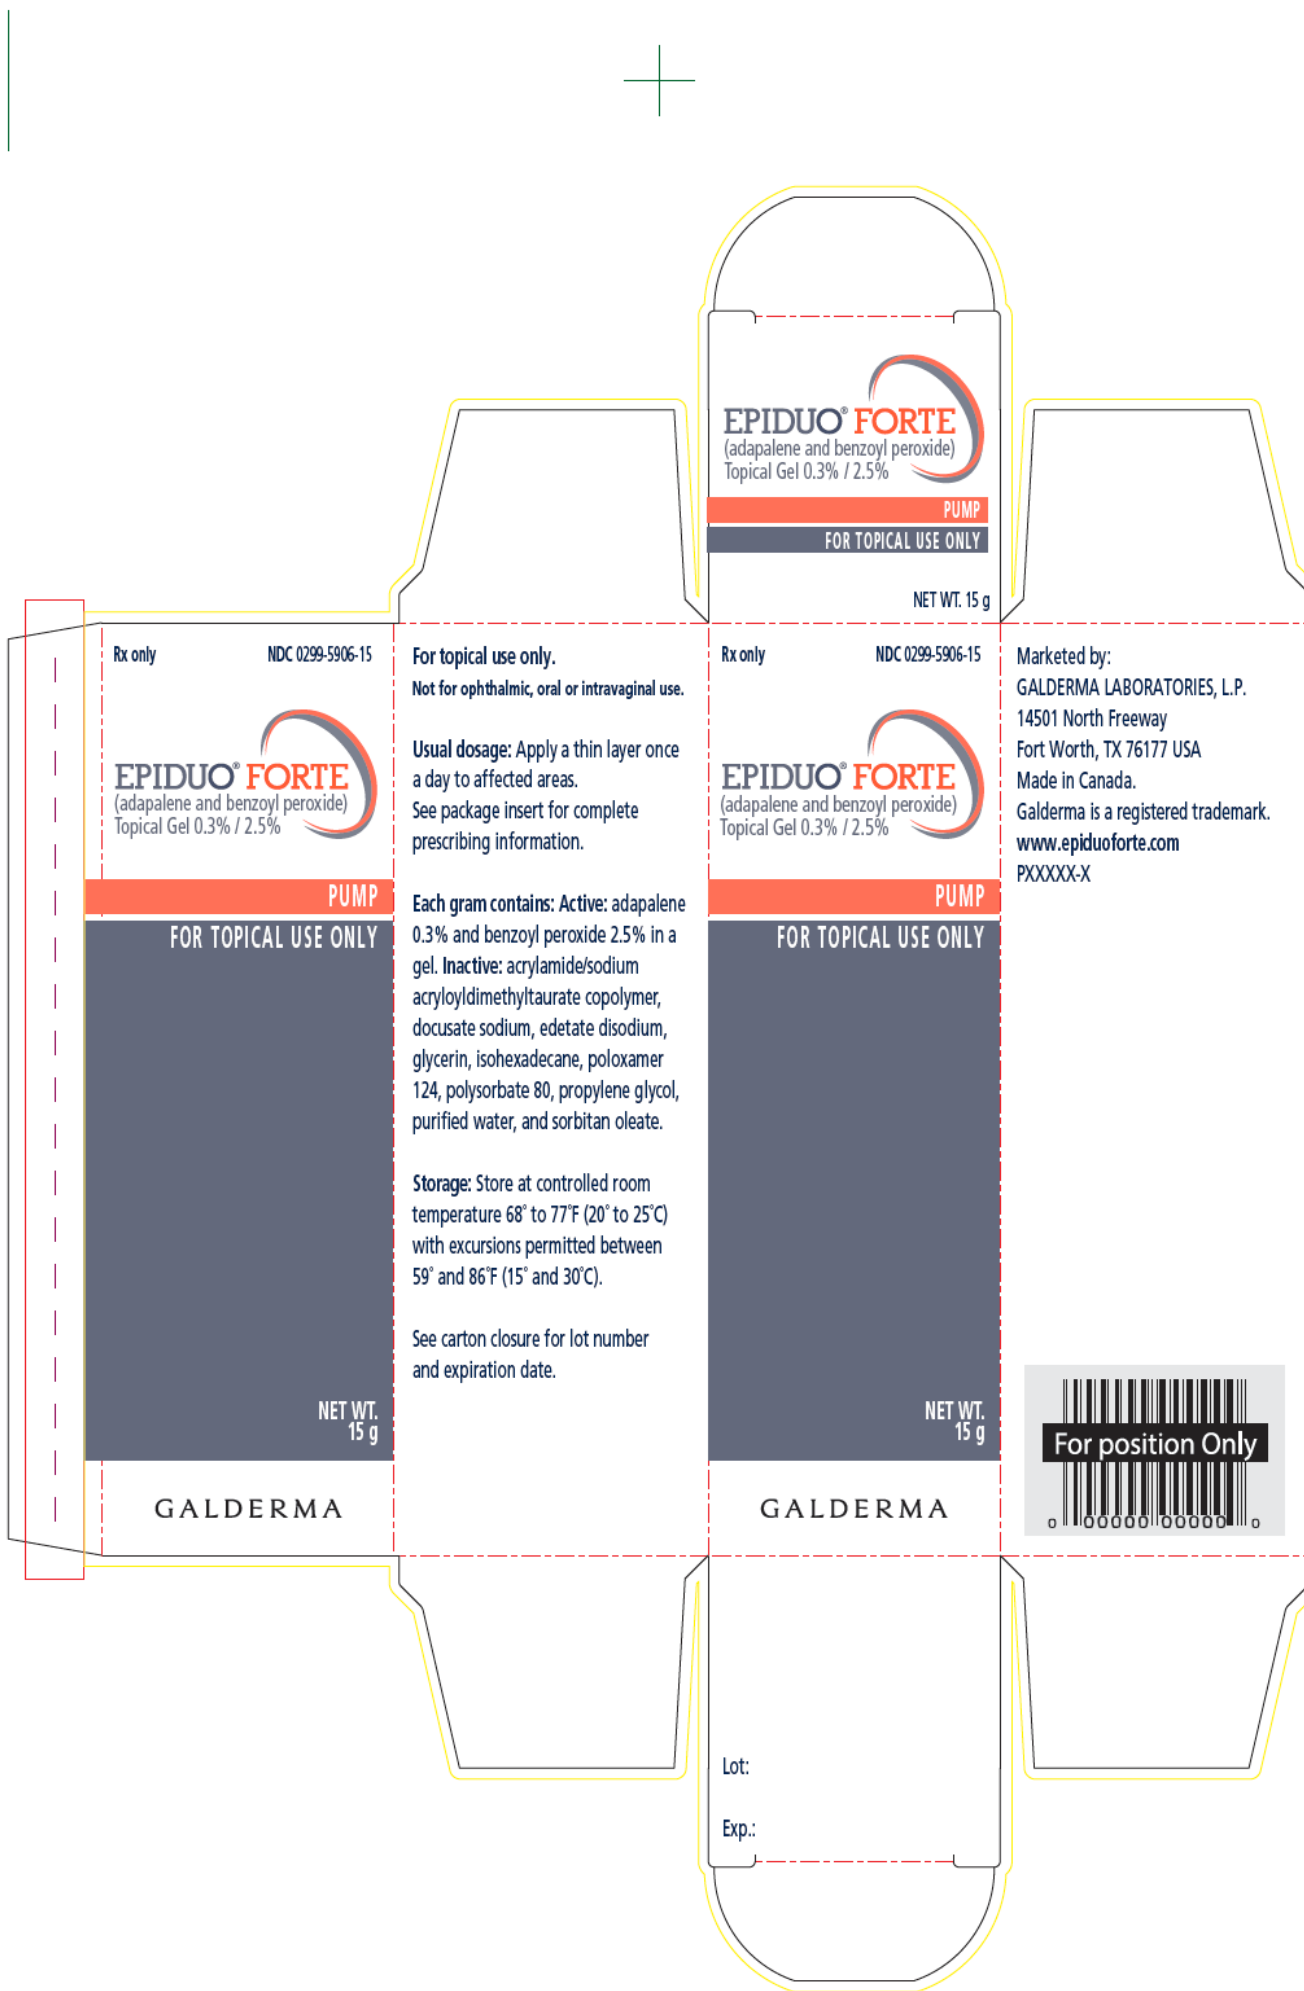 EPIDUO® FORTE
(adapalene and benzoyl peroxide)
Topical Gel 0.3% / 2.5%
PUMP
FOR TOPICAL USE ONLY
NET WT. 15 g
Rx only NDC 0299-5906-15
EPIDUO® FORTE
(adapalene and benzoyl peroxide)
Topical Gel 0.3% / 2.5%
PUMP
FOR TOPICAL USE ONLY
NET WT.
15 g
GALDERMA
For topical use only.
Not for ophthalmic, oral or intravaginal use.
Usual dosage: Apply a thin layer once
a day to affected areas.
See package insert for complete
prescribing information.
Each gram contains: Active: adapalene
0.3% and benzoyl peroxide 2.5% in a
gel. Inactive: acrylamide/sodium
acryloyldimethyltaurate copolymer,
docusate sodium, edetate disodium,
glycerin, isohexadecane, poloxamer
124, polysorbate 80, propylene glycol,
purified water, and sorbitan oleate.
Storage: Store at controlled room
temperature 68° to 77°F (20° to 25°C)
with excursions permitted between
59° and 86°F (15° and 30°C).
See carton closure for lot number
and expiration date.
Rx only NDC 0299-5906-15
EPIDUO® FORTE
(adapalene and benzoyl peroxide)
Topical Gel 0.3% / 2.5%
PUMP
FOR TOPICAL USE ONLY
NET WT.
15 g
GALDERMA
Marketed by:
GALDERMA LABORATORIES, L.P.
14501 North Freeway
Fort Worth, TX 76177 USA
Made in Canada.
Galderma is a registered trademark.
www.epiduoforte.com
PXXXXX-X
For position Only
0 00000 00000 0
Lot:
Exp.: